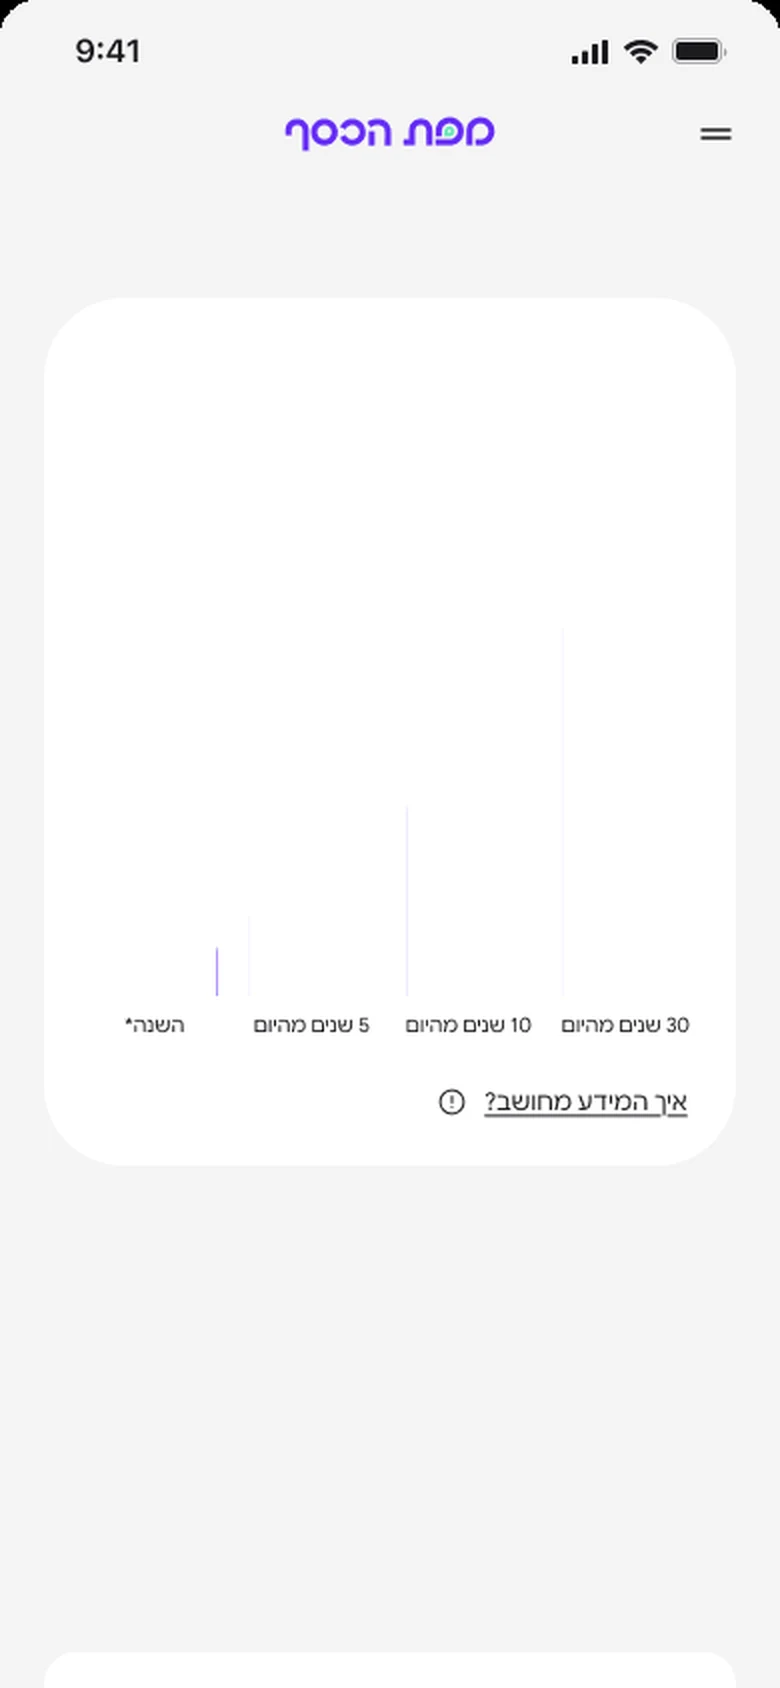 9:41
מפת הכסף
30 שנים מהיום
10 שנים מהיום
5 שנים מהיום
השנה*
איך המידע מחושב?